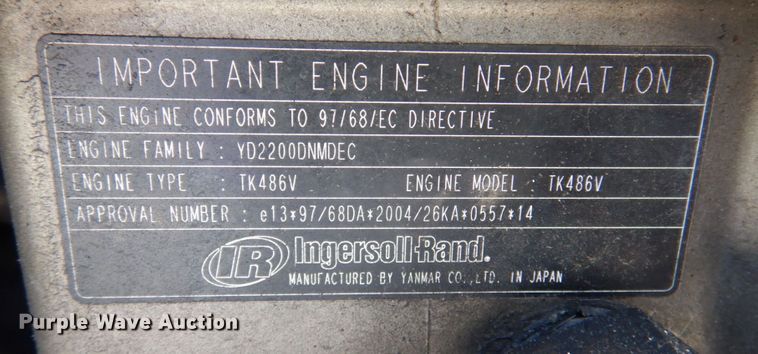 IMPORTANT ENGINE INFORMATION
THIS ENGINE CONFORMS TO 97/68/EC DIRECTIVE
ENGINE FAMILY : YD2200DNMDEC
ENGINE TYPE : TK486V ENGINE MODEL : TK486V
APPROVAL NUMBER : e13*97/68DA*2004/26KA*0557*14
IR Ingersoll-Rand®
MANUFACTURED BY YANMAR CO.,LTD. IN JAPAN
Purple Wave Auction